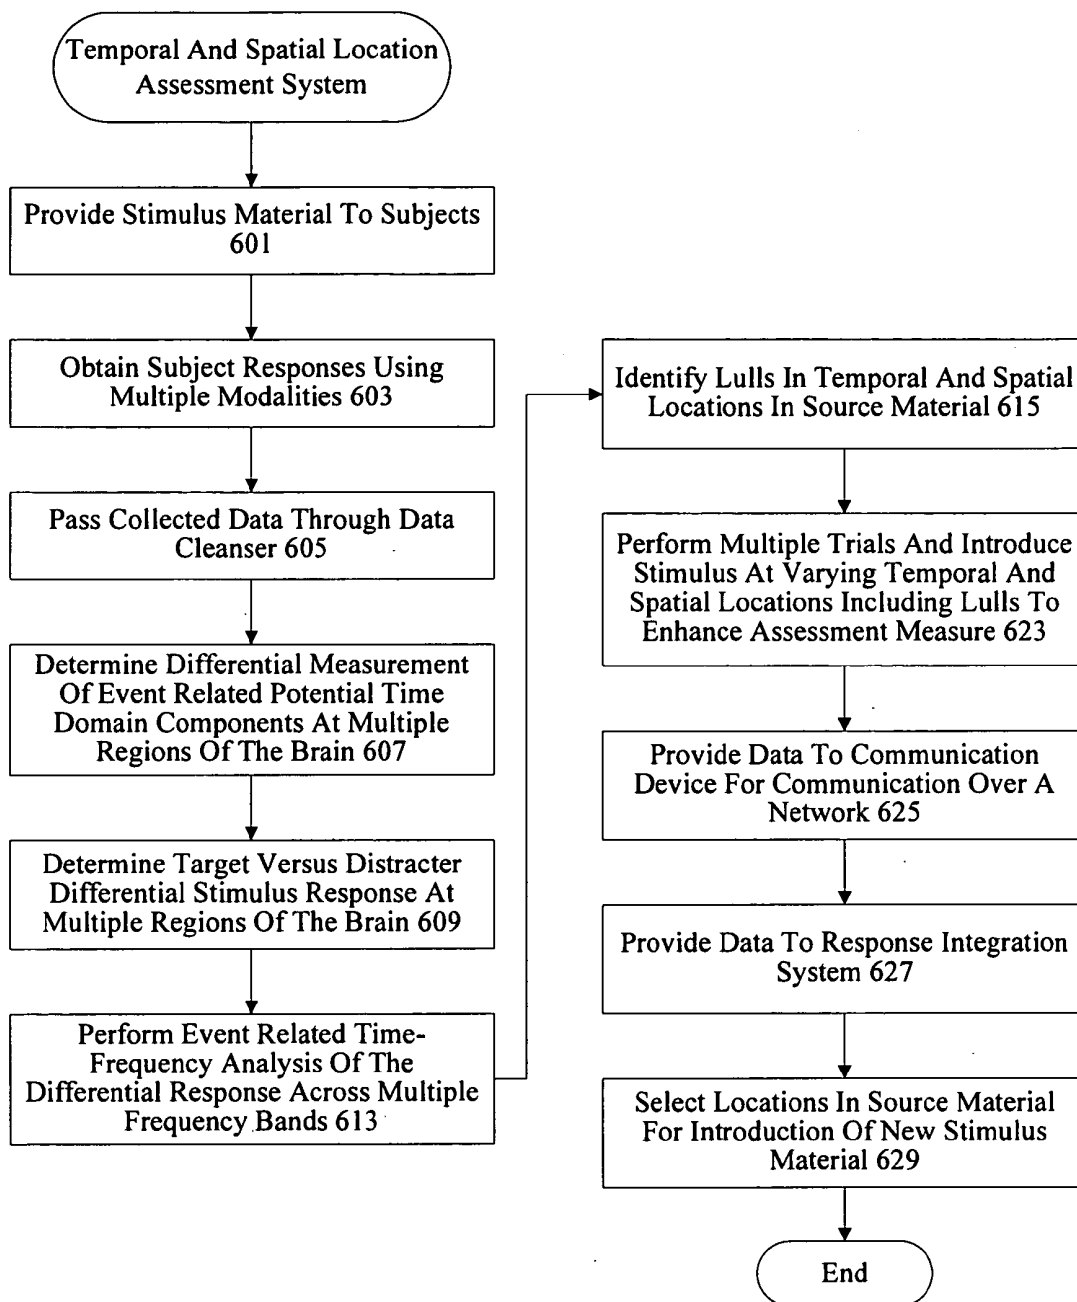 Temporal And Spatial Location
Assessment System
Provide Stimulus Material To Subjects
601
Obtain Subject Responses Using
Multiple Modalities 603
Pass Collected Data Through Data
Cleanser 605
Determine Differential Measurement
Of Event Related Potential Time
Domain Components At Multiple
Regions Of The Brain 607
Determine Target Versus Distracter
Differential Stimulus Response At
Multiple Regions Of The Brain 609
Perform Event Related Time-
Frequency Analysis Of The
Differential Response Across Multiple
Frequency Bands 613
Identify Lulls In Temporal And Spatial
Locations In Source Material 615
Perform Multiple Trials And Introduce
Stimulus At Varying Temporal And
Spatial Locations Including Lulls To
Enhance Assessment Measure 623
Provide Data To Communication
Device For Communication Over A
Network 625
Provide Data To Response Integration
System 627
Select Locations In Source Material
For Introduction Of New Stimulus
Material 629
End